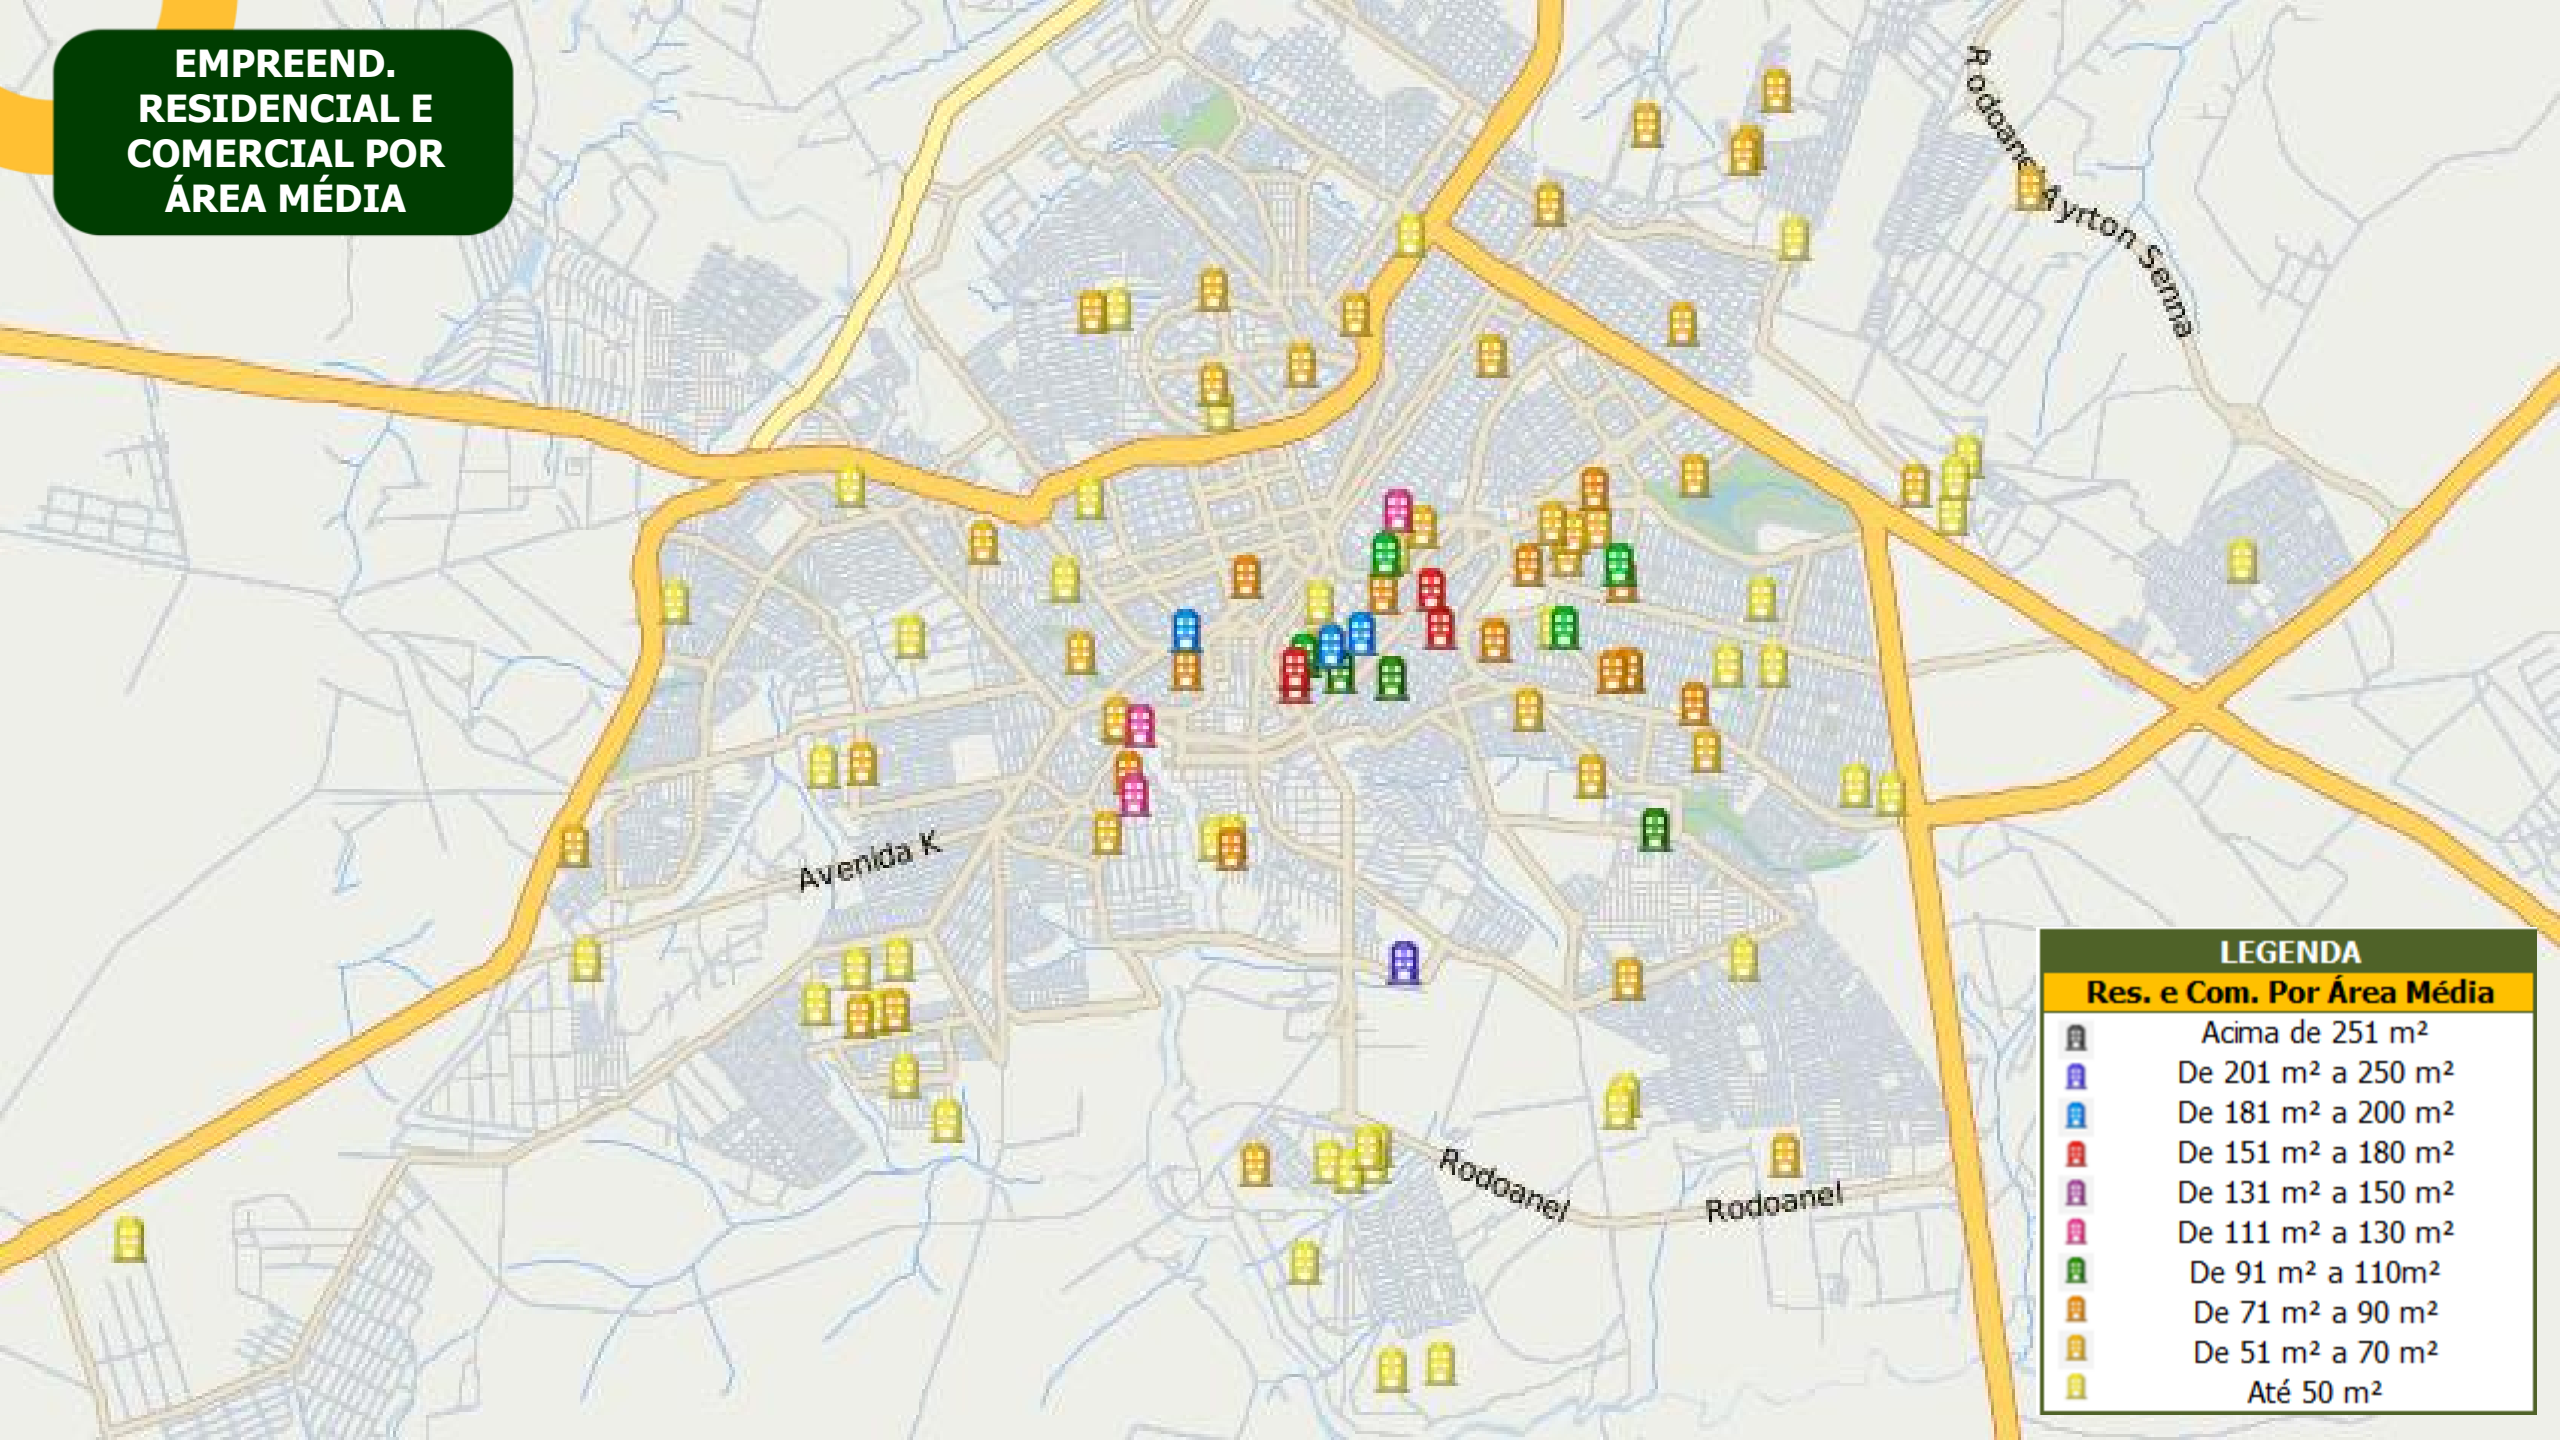 EMPREEND.
RESIDENCIAL E
COMERCIAL POR
ÁREA MÉDIA
Rodoanel Ayrton Senna
Avenida K
Rodoanel
Rodoanel
LEGENDA
Res. e Com. Por Área Média
Acima de 251 m²
De 201 m² a 250 m²
De 181 m² a 200 m²
De 151 m² a 180 m²
De 131 m² a 150 m²
De 111 m² a 130 m²
De 91 m² a 110m²
De 71 m² a 90 m²
De 51 m² a 70 m²
Até 50 m²